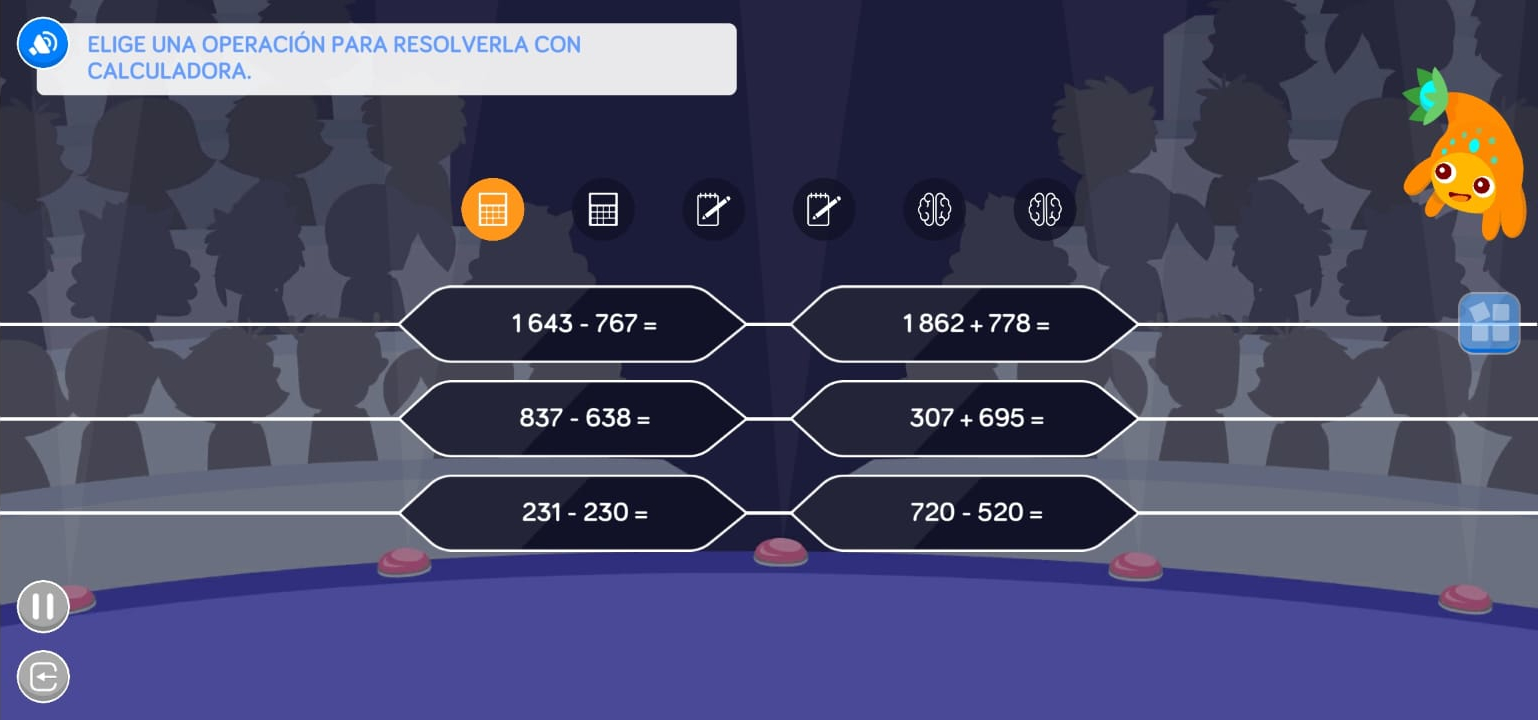 ELIGE UNA OPERACIÓN PARA RESOLVERLA CON
CALCULADORA.
1 643 - 767 =
1 862 + 778 =
837 - 638 =
307 + 695 =
231 - 230 =
720 - 520 =